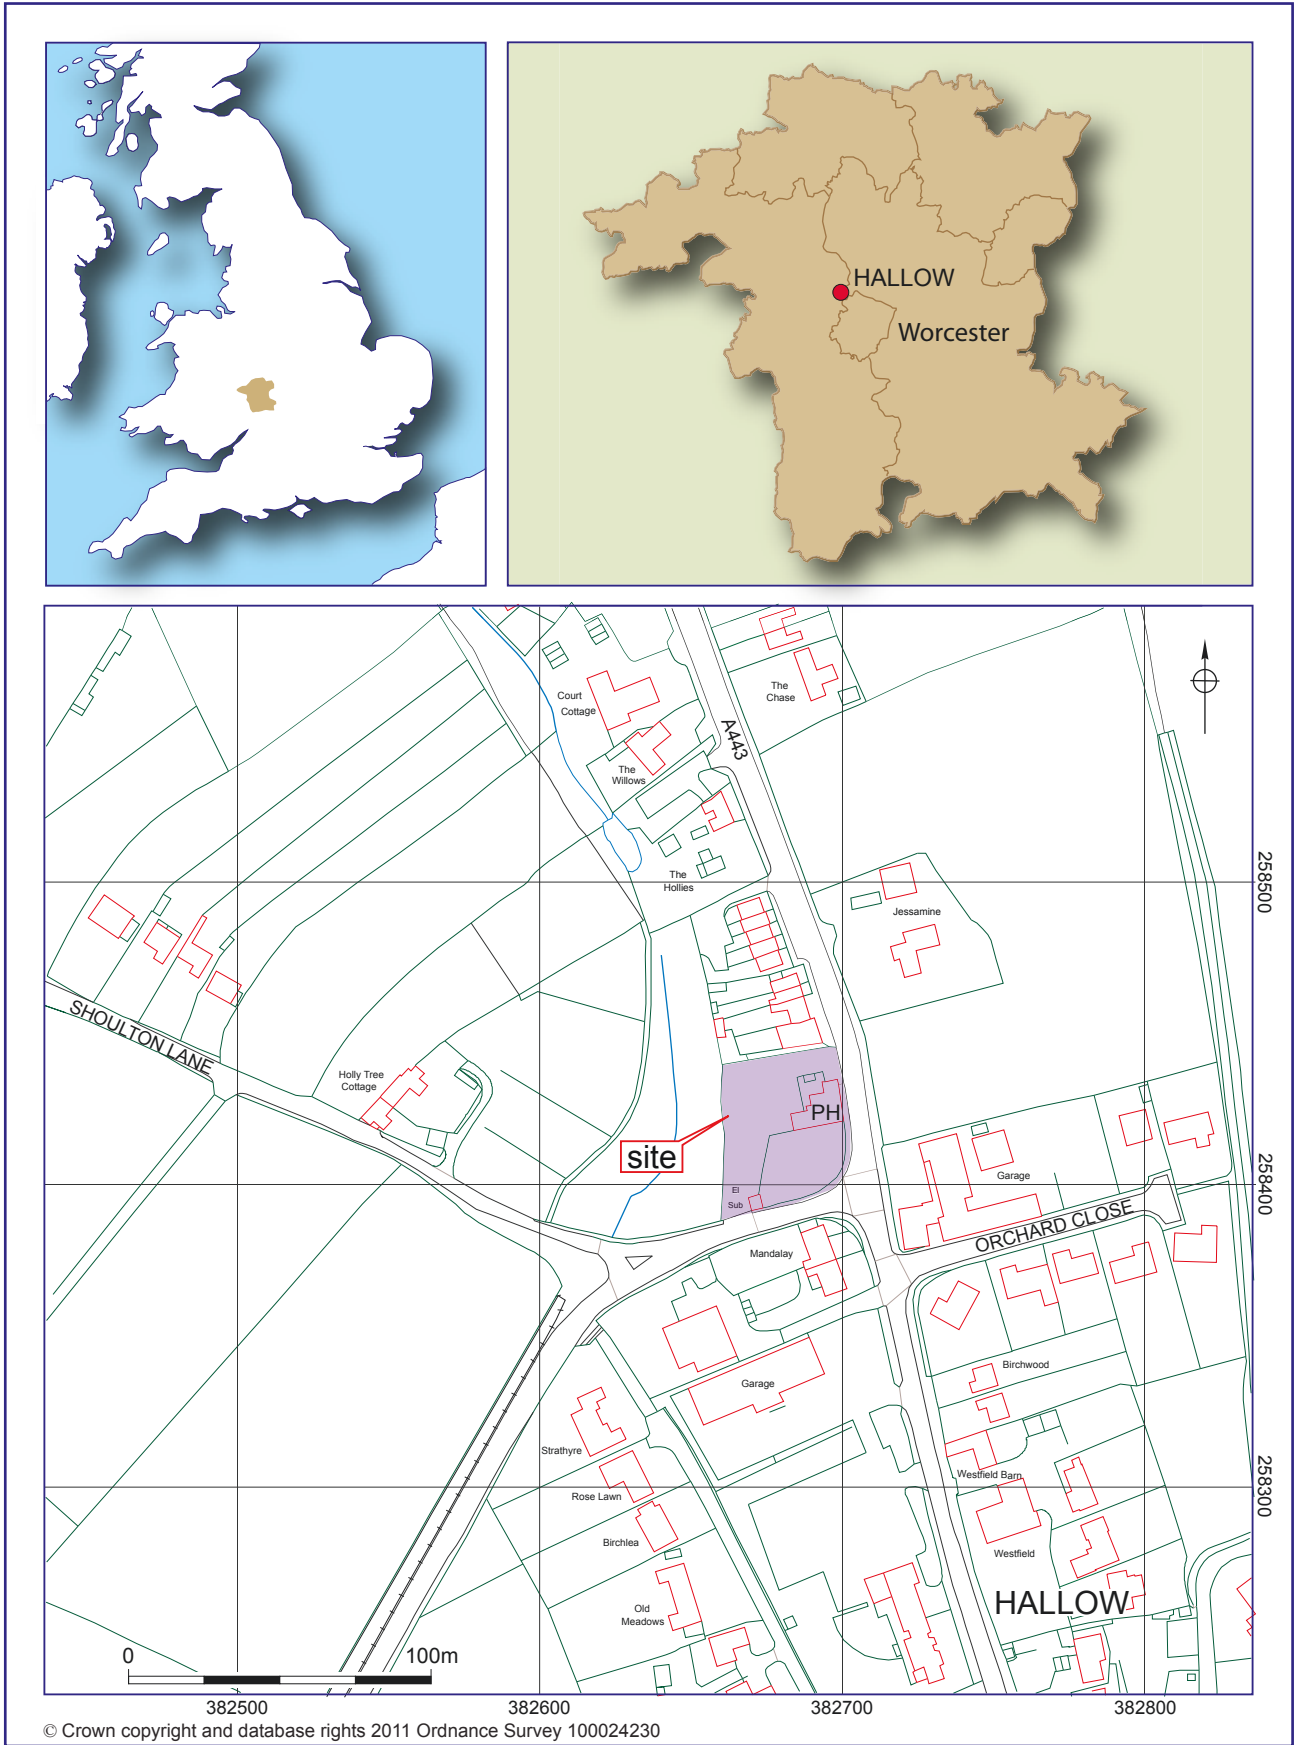 HALLOW
Worcester
Court
Cottage
The
Chase
A443
The
Willows
The
Hollies
Jessamine
SHOULTON LANE
Holly Tree
Cottage
PH
site
El
Sub
Garage
ORCHARD CLOSE
Mandalay
Birchwood
Garage
Strathyre
Westfield Barn
Rose Lawn
Birchlea
Westfield
Old
Meadows
HALLOW
258500
258400
258300
0 100m
382500 382600 382700 382800
© Crown copyright and database rights 2011 Ordnance Survey 100024230